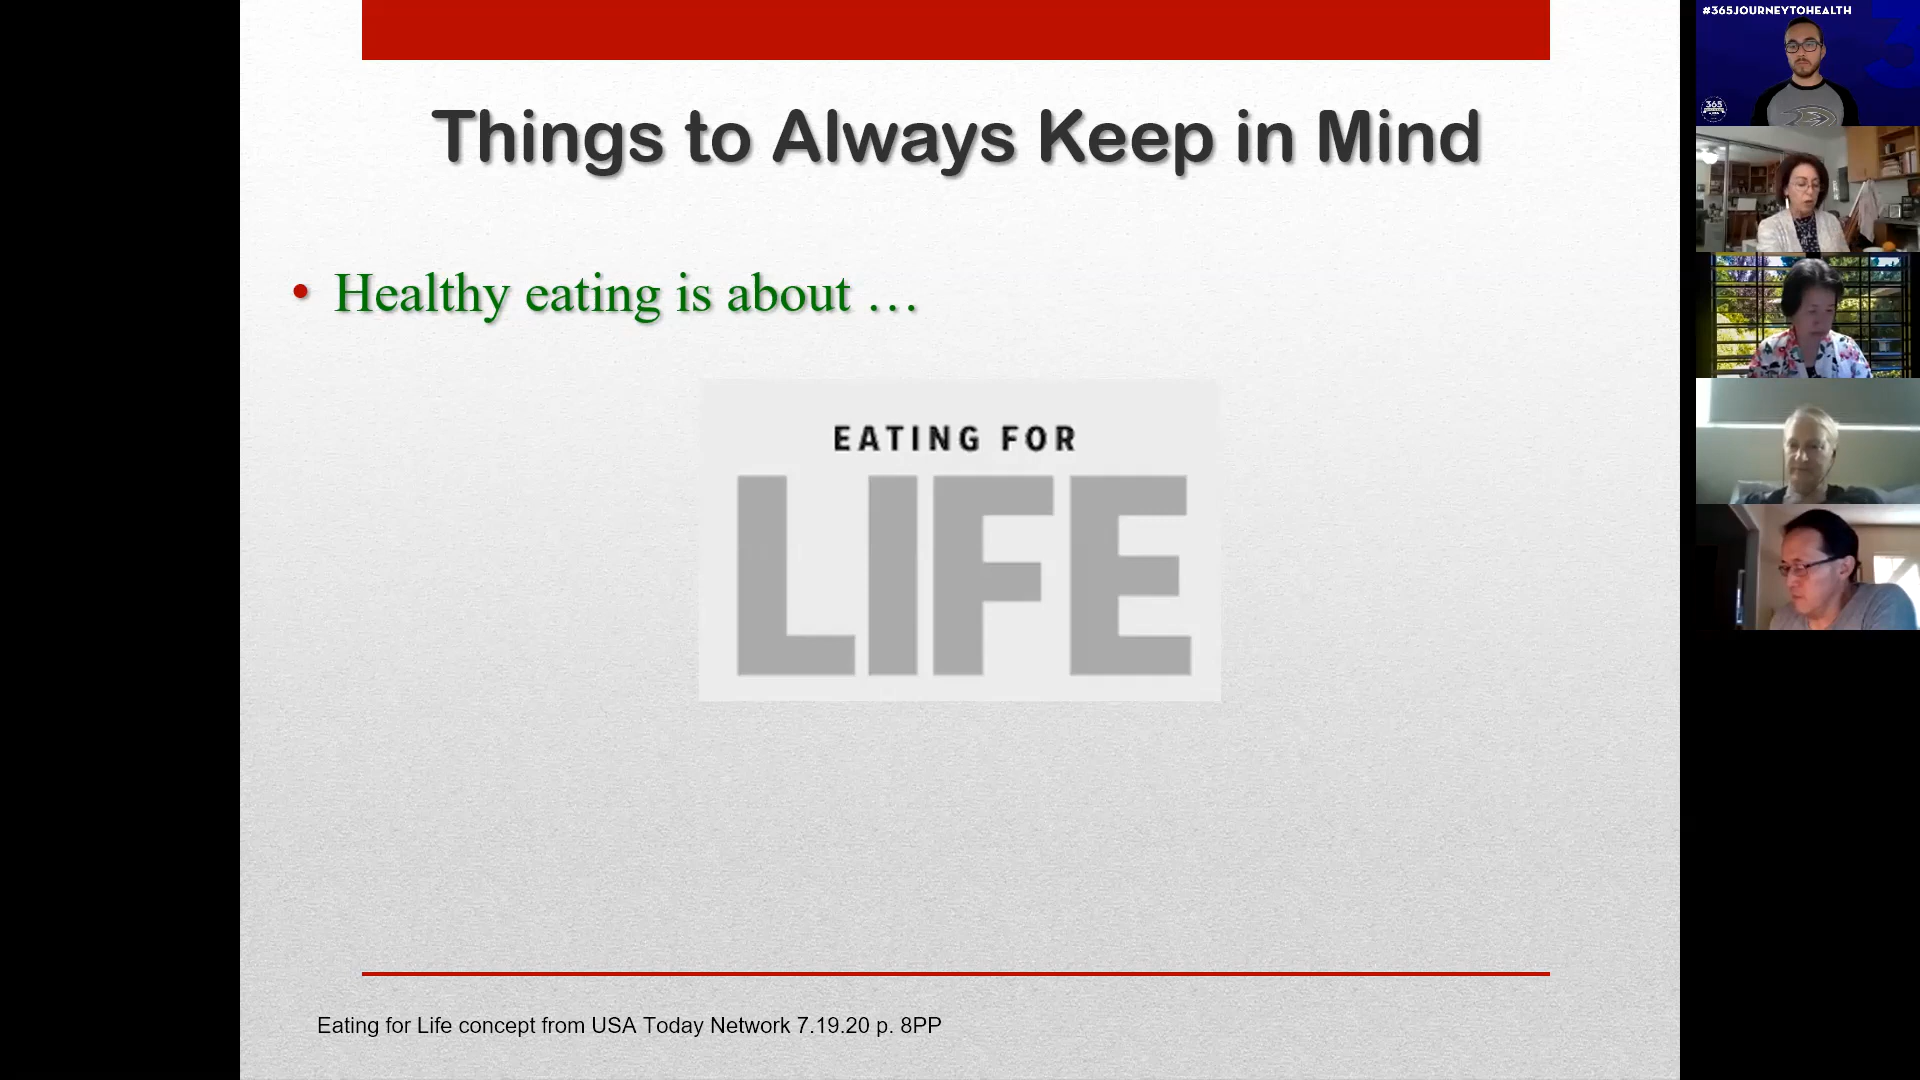 Things to Always Keep in Mind
• Healthy eating is about …
EATING FOR
LIFE
Eating for Life concept from USA Today Network 7.19.20 p. 8PP
#365JOURNEYTOHEALTH
365